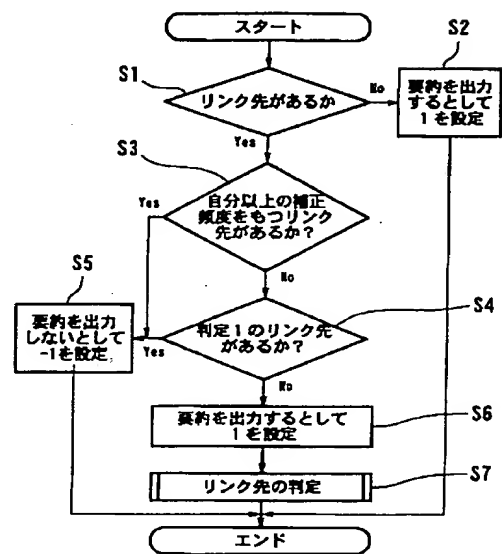 スタート
S1
リンク先があるか
No
S2
要約を出力
するとして
1を設定
Yes
S3
自分以上の補正
頻度をもつリンク
先があるか?
Yes
No
S5
要約を出力
しないとして
-1を設定
S4
判定1のリンク先
があるか?
Yes
No
要約を出力するとして
1を設定
S6
リンク先の判定
S7
エンド